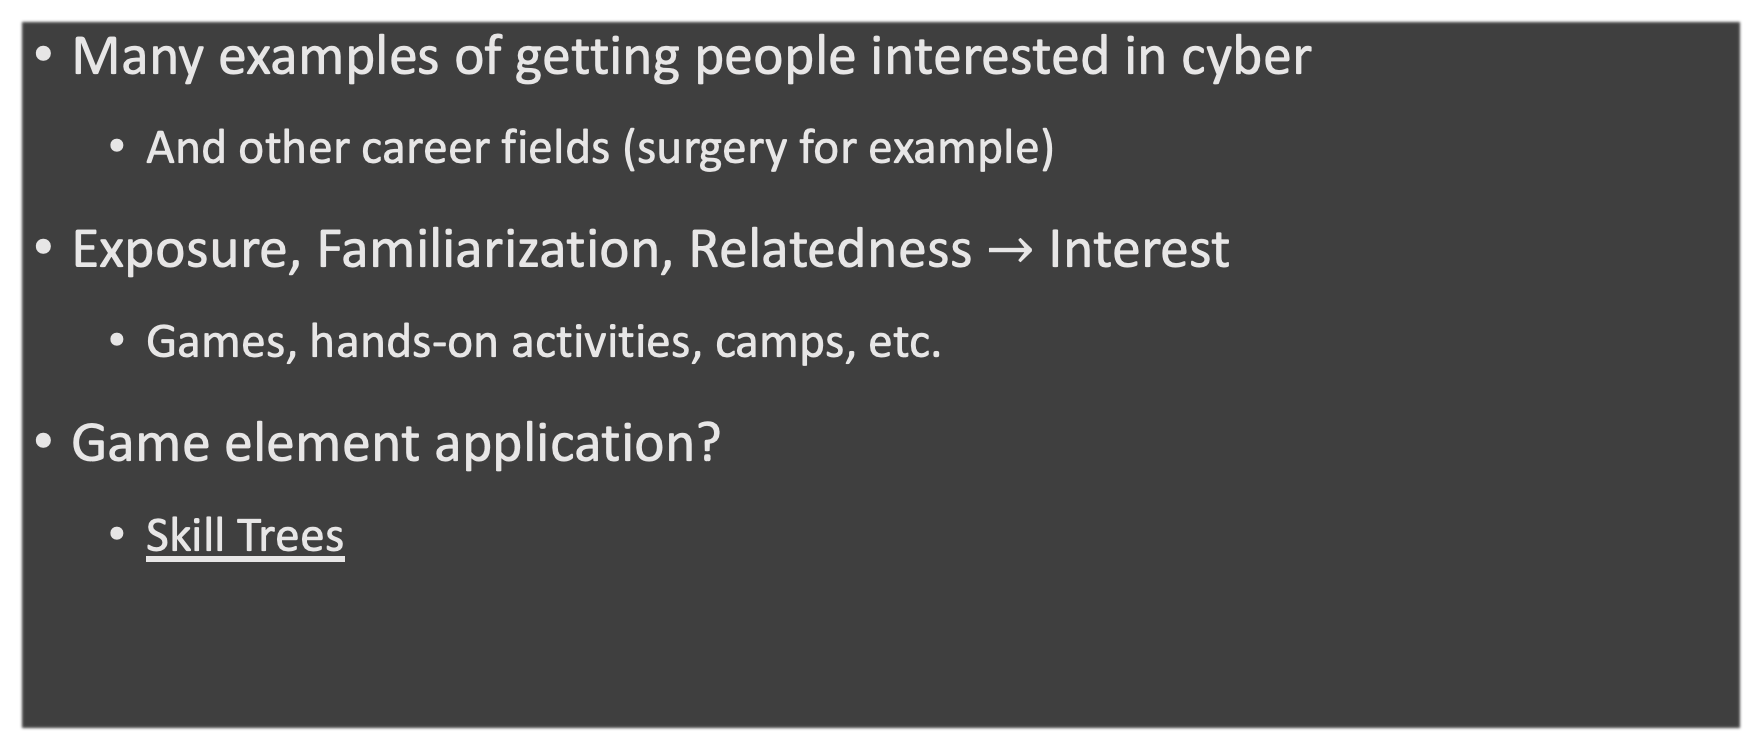 • Many examples of getting people interested in cyber
• And other career fields (surgery for example)
• Exposure, Familiarization, Relatedness → Interest
• Games, hands-on activities, camps, etc.
• Game element application?
• Skill Trees